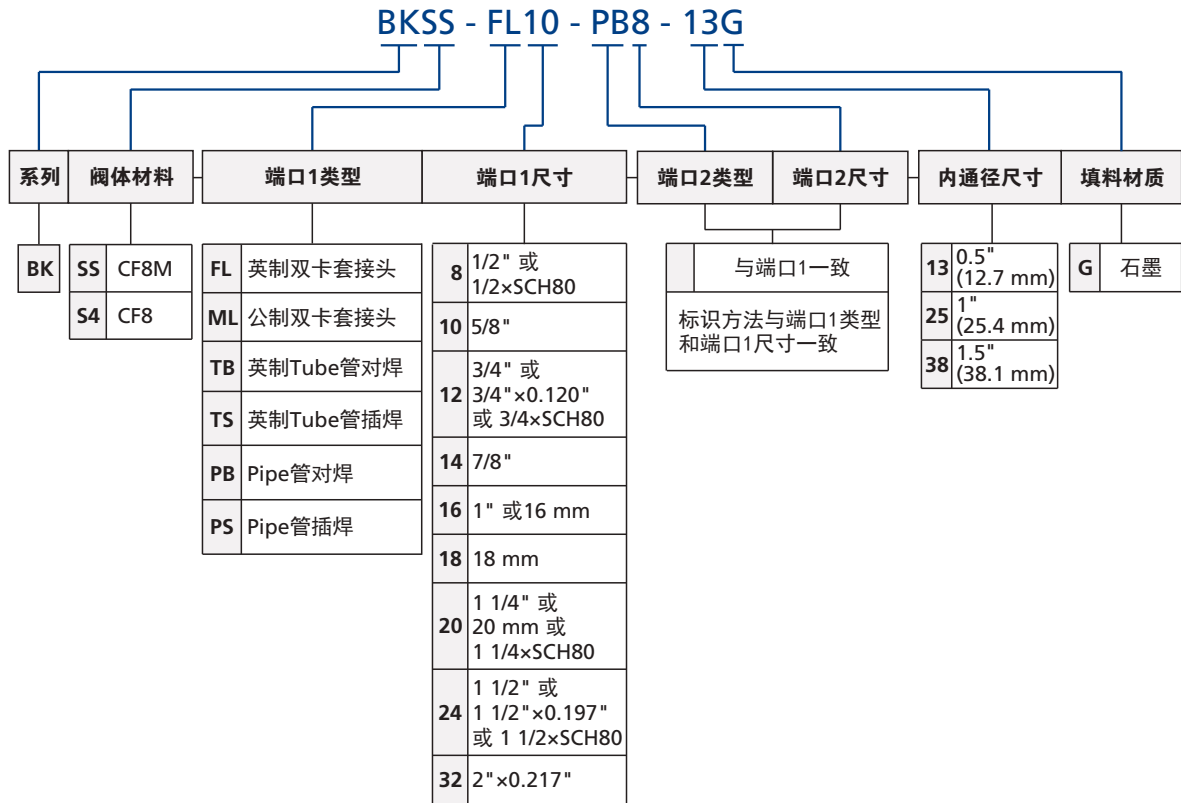 BKSS - FL10 - PB8 - 13G
系列
阀体材料
端口1类型
端口1尺寸
端口2类型
端口2尺寸
内通径尺寸
填料材质
BK
SS CF8M
S4 CF8
FL 英制双卡套接头
ML 公制双卡套接头
TB 英制Tube管对焊
TS 英制Tube管插焊
PB Pipe管对焊
PS Pipe管插焊
8 1/2" 或
1/2×SCH80
10 5/8"
12 3/4" 或
3/4"×0.120"
或 3/4×SCH80
14 7/8"
16 1" 或16 mm
18 18 mm
20 1 1/4" 或
20 mm 或
1 1/4×SCH80
24 1 1/2" 或
1 1/2"×0.197"
或 1 1/2×SCH80
32 2"×0.217"
与端口1一致
标识方法与端口1类型
和端口1尺寸一致
13 0.5"
(12.7 mm)
25 1"
(25.4 mm)
38 1.5"
(38.1 mm)
G 石墨